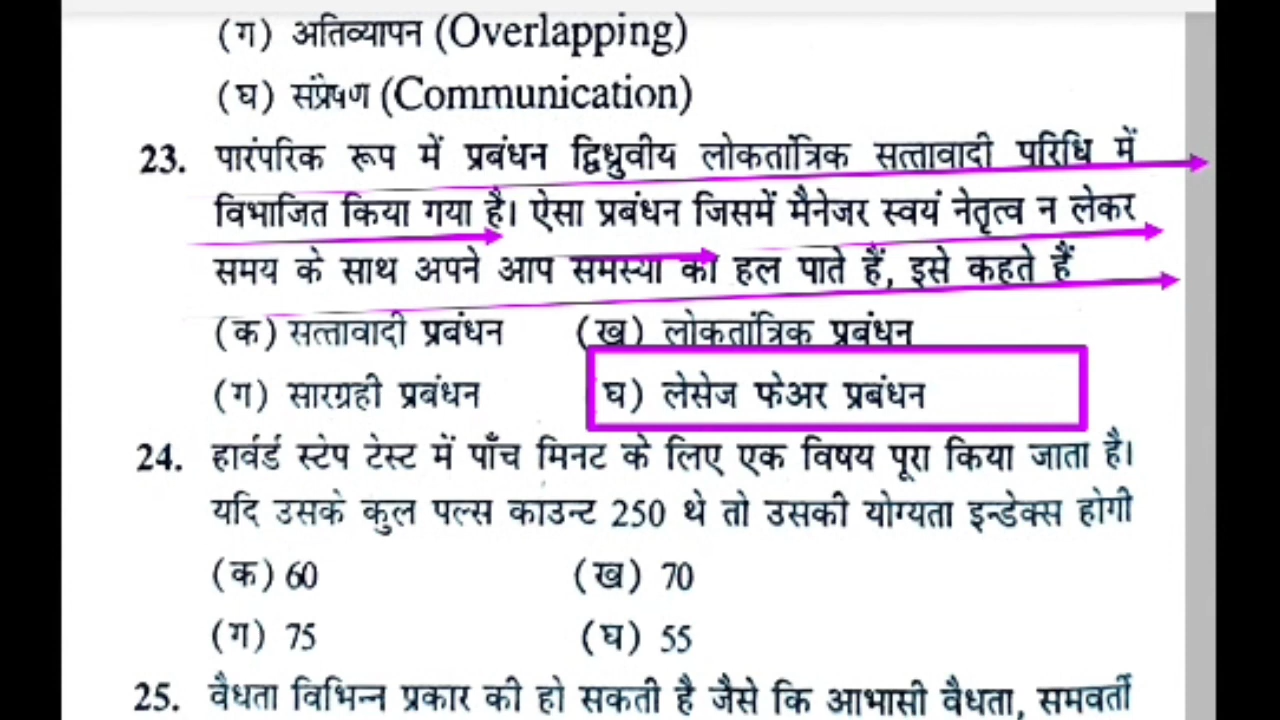 (ग) अतिव्यापन (Overlapping)
(घ) संप्रेषण (Communication)
23. पारंपरिक रूप में प्रबंधन द्विध्रुवीय लोकतांत्रिक सत्तावादी परिधि में
विभाजित किया गया है। ऐसा प्रबंधन जिसमें मैनेजर स्वयं नेतृत्व न लेकर
समय के साथ अपने आप समस्या का हल पाते हैं, इसे कहते हैं
(क) सत्तावादी प्रबंधन (ख) लोकतांत्रिक प्रबंधन
(ग) सारग्रही प्रबंधन घ) लेसेज फेअर प्रबंधन
24. हार्वर्ड स्टेप टेस्ट में पाँच मिनट के लिए एक विषय पूरा किया जाता है।
यदि उसके कुल पल्स काउन्ट 250 थे तो उसकी योग्यता इन्डेक्स होगी
(क) 60 (ख) 70
(ग) 75 (घ) 55
25. वैधता विभिन्न प्रकार की हो सकती है जैसे कि आभासी वैधता, समवर्ती